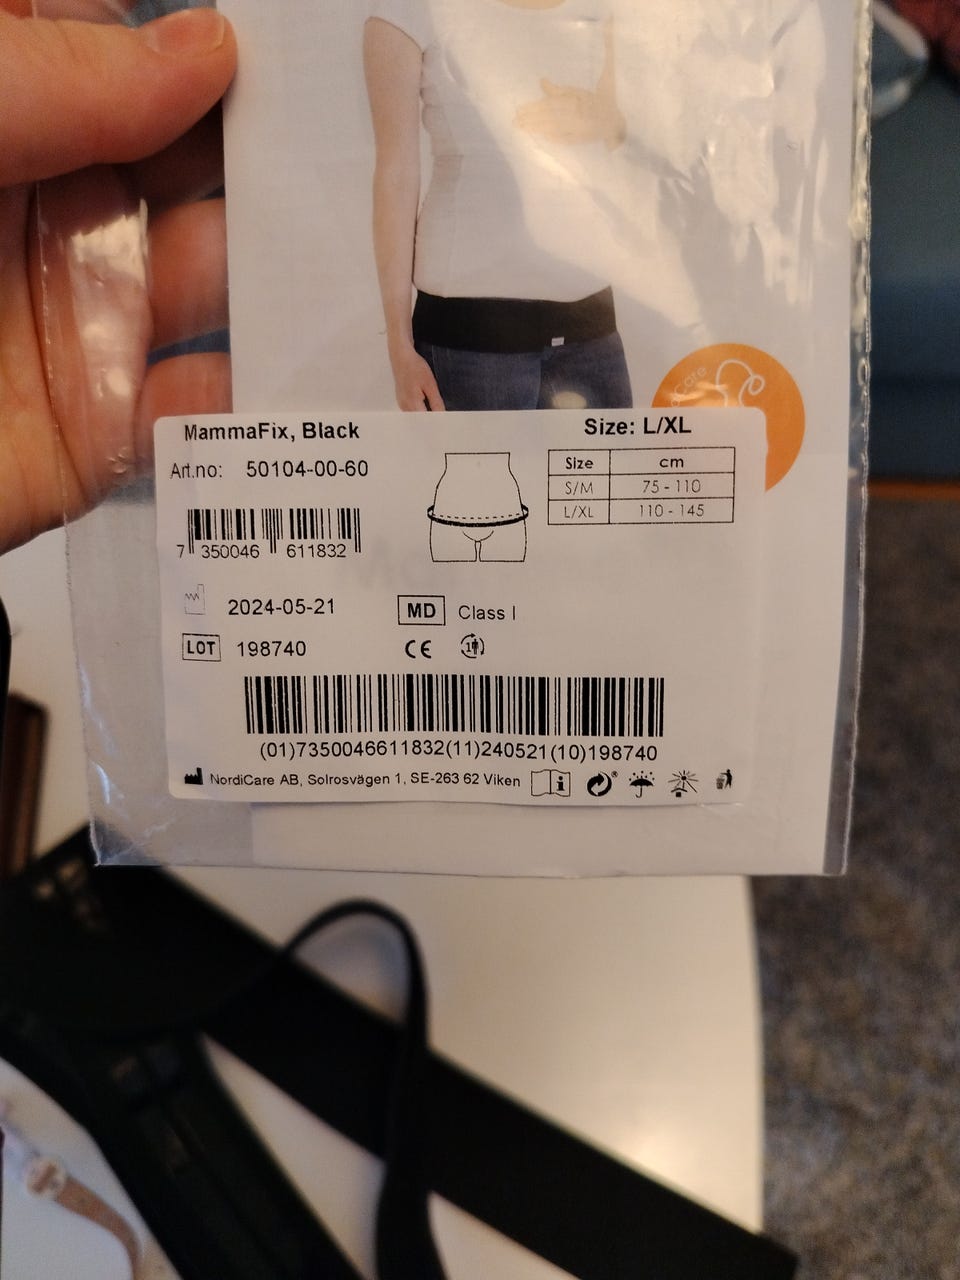 MammaFix, Black
Size: L/XL
Art.no: 50104-00-60
Size cm
S/M 75 - 110
L/XL 110 - 145
7 350046 611832
2024-05-21
MD Class I
LOT 198740
CE 1
(01)7350046611832(11)240521(10)198740
NordiCare AB, Solrosvägen 1, SE-263 62 Viken